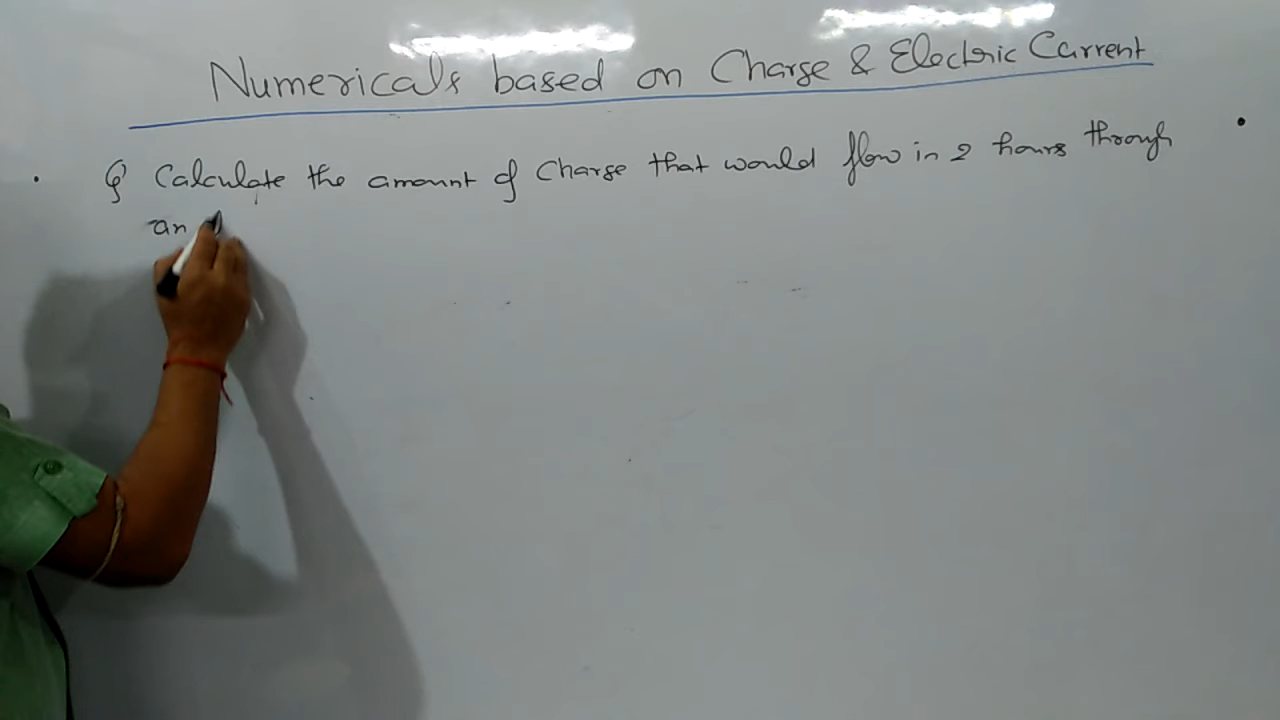 Numericals based on Charge & Electric Current
Q Calculate the amount of Charge that would flow in 2 hours through
an